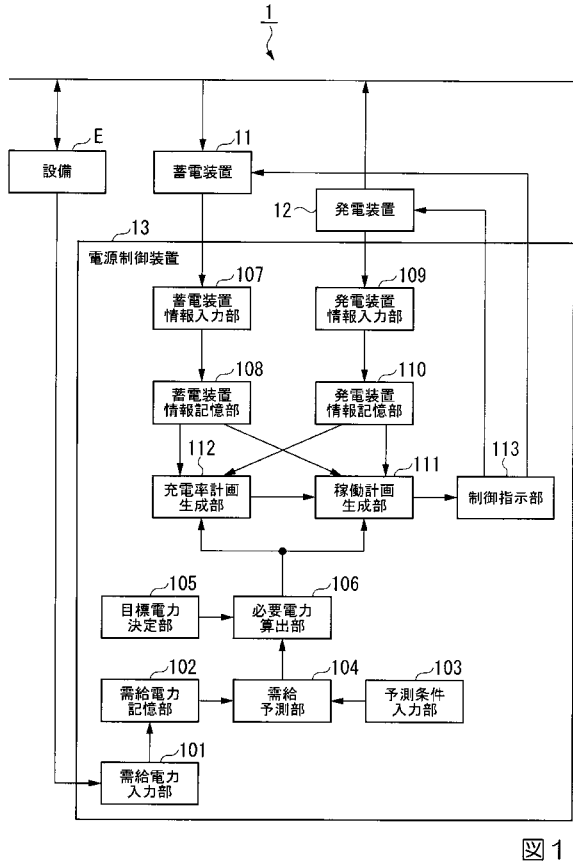 1
E
設備
11
蓄電装置
12
発電装置
13
電源制御装置
107
蓄電装置
情報入力部
109
発電装置
情報入力部
108
蓄電装置
情報記憶部
110
発電装置
情報記憶部
112
充電率計画
生成部
111
稼働計画
生成部
113
制御指示部
105
目標電力
決定部
106
必要電力
算出部
102
需給電力
記憶部
104
需給
予測部
103
予測条件
入力部
101
需給電力
入力部
図1